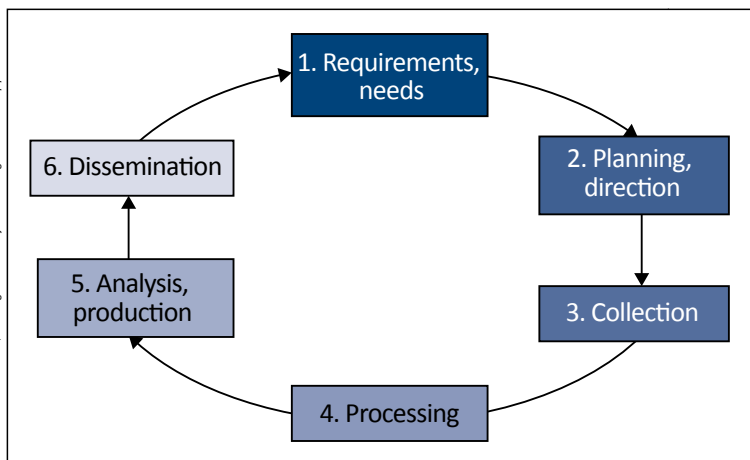 1. Requirements,
needs
2. Planning,
direction
3. Collection
4. Processing
5. Analysis,
production
6. Dissemination